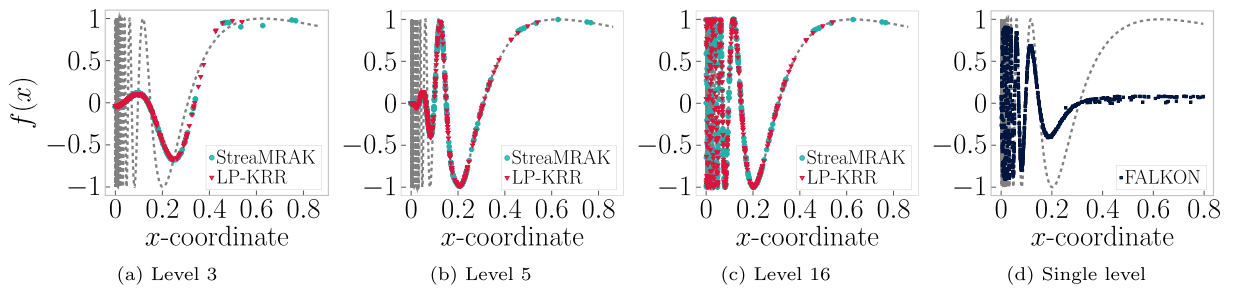 f(x)
1
0.5
0
−0.5
−1
0 0.2 0.4 0.6 0.8
x-coordinate
StreaMRAK
LP-KRR
(a) Level 3
1
0.5
0
−0.5
−1
0 0.2 0.4 0.6 0.8
x-coordinate
StreaMRAK
LP-KRR
(b) Level 5
1
0.5
0
−0.5
−1
0 0.2 0.4 0.6 0.8
x-coordinate
StreaMRAK
LP-KRR
(c) Level 16
1
0.5
0
−0.5
−1
0 0.2 0.4 0.6 0.8
x-coordinate
FALKON
(d) Single level